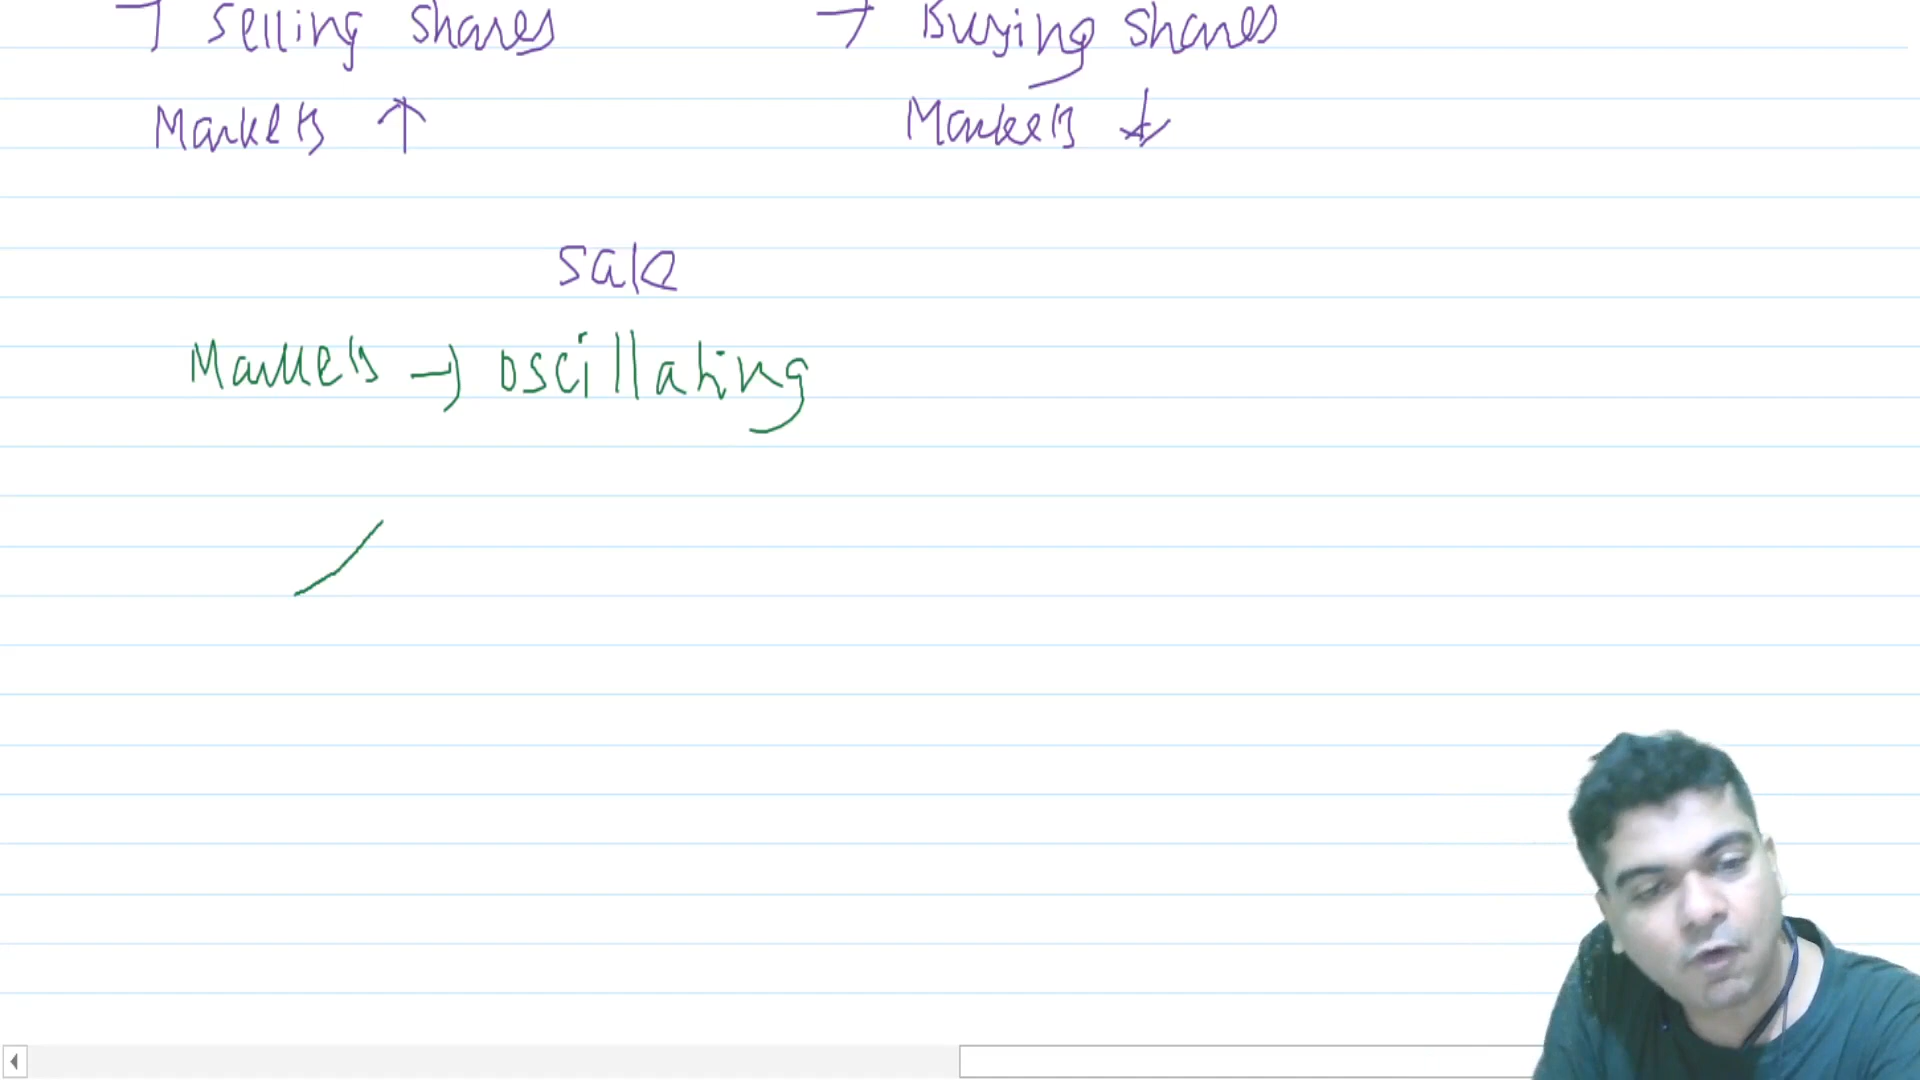 → Selling shares → Buying shares
Markets ↑ Markets ↓
Sale
Markets → oscillating